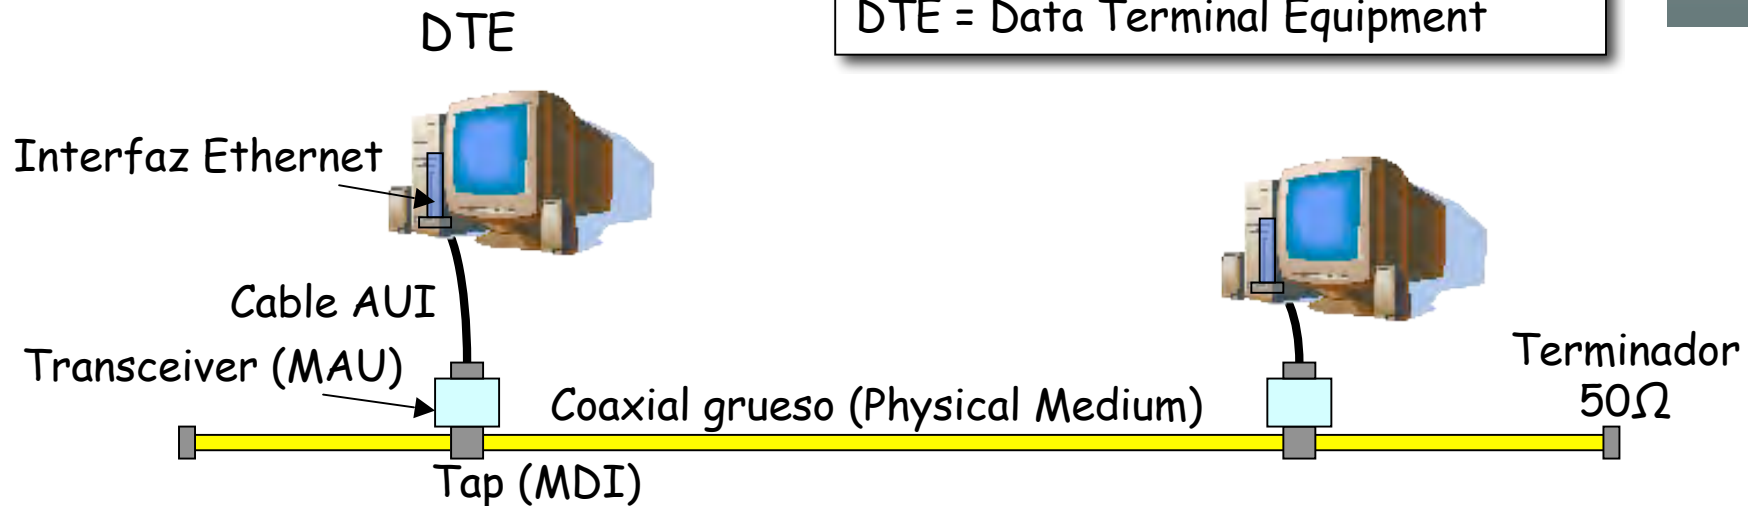 DTE = Data Terminal Equipment
DTE
Interfaz Ethernet
Cable AUI
Transceiver (MAU)
Coaxial grueso (Physical Medium)
Terminador
50Ω
Tap (MDI)